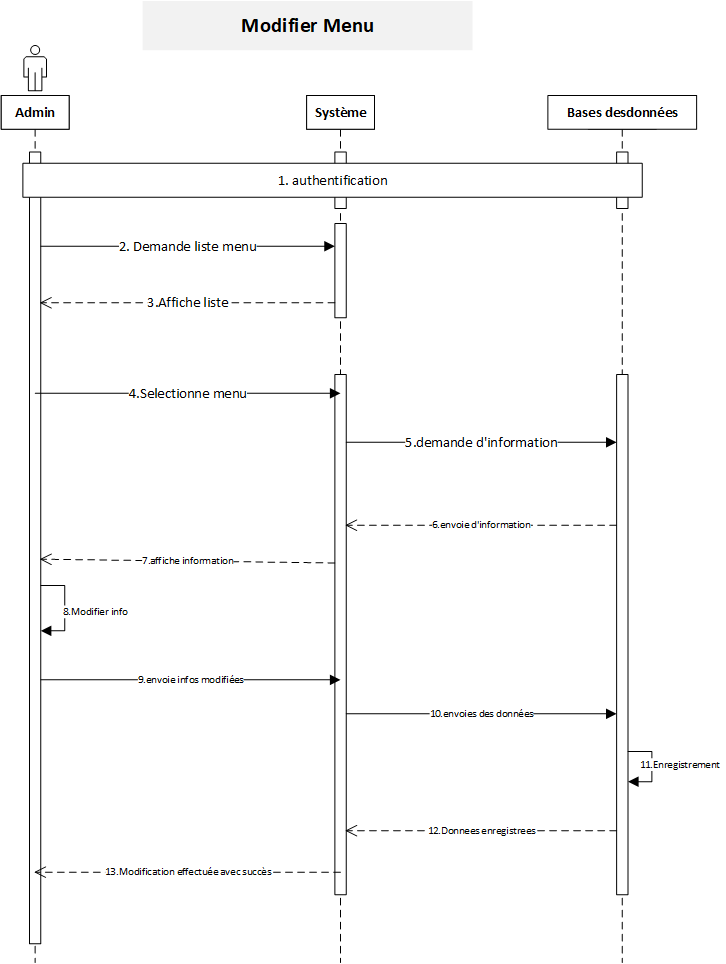 Modifier Menu
Admin
Système
Bases desdonnées
1. authentification
2. Demande liste menu
3.Affiche liste
4.Selectionne menu
5.demande d'information
6.envoie d'information
7.affiche information
8.Modifier info
9.envoie infos modifiées
10.envoies des données
11.Enregistrement
12.Donnees enregistrees
13.Modification effectuée avec succès